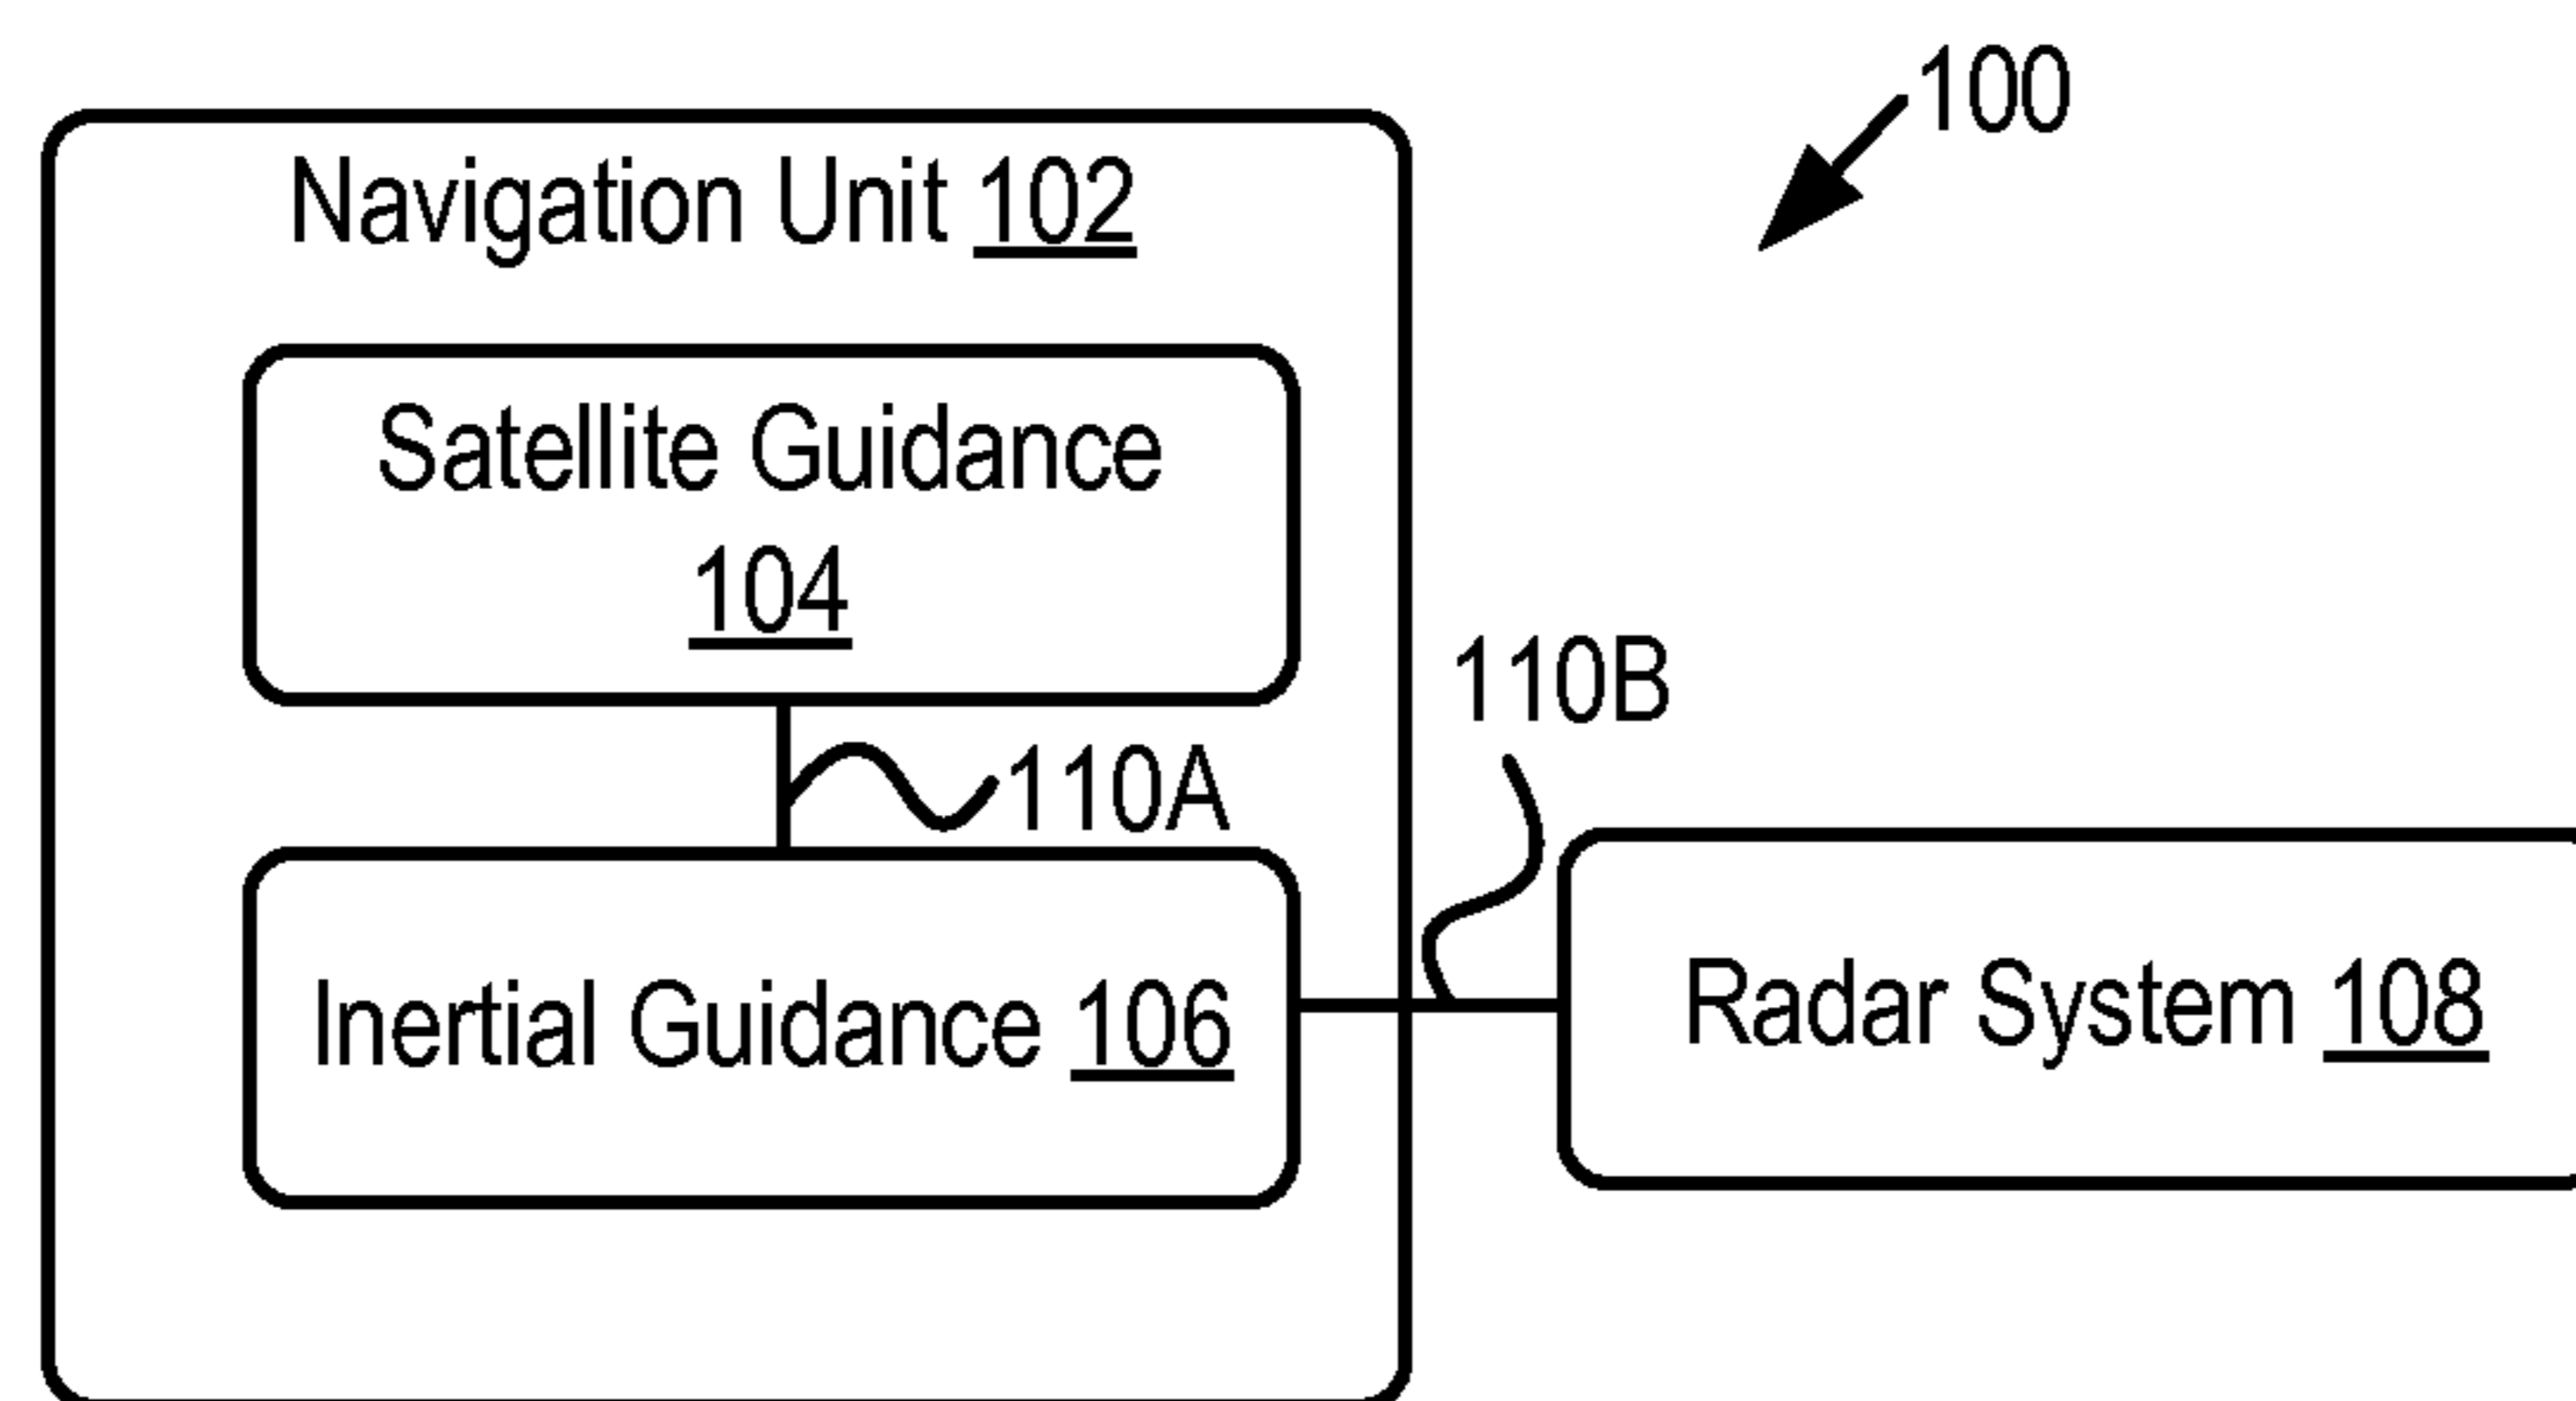 100
Navigation Unit 102
Satellite Guidance
104
110B
110A
Inertial Guidance 106
Radar System 108